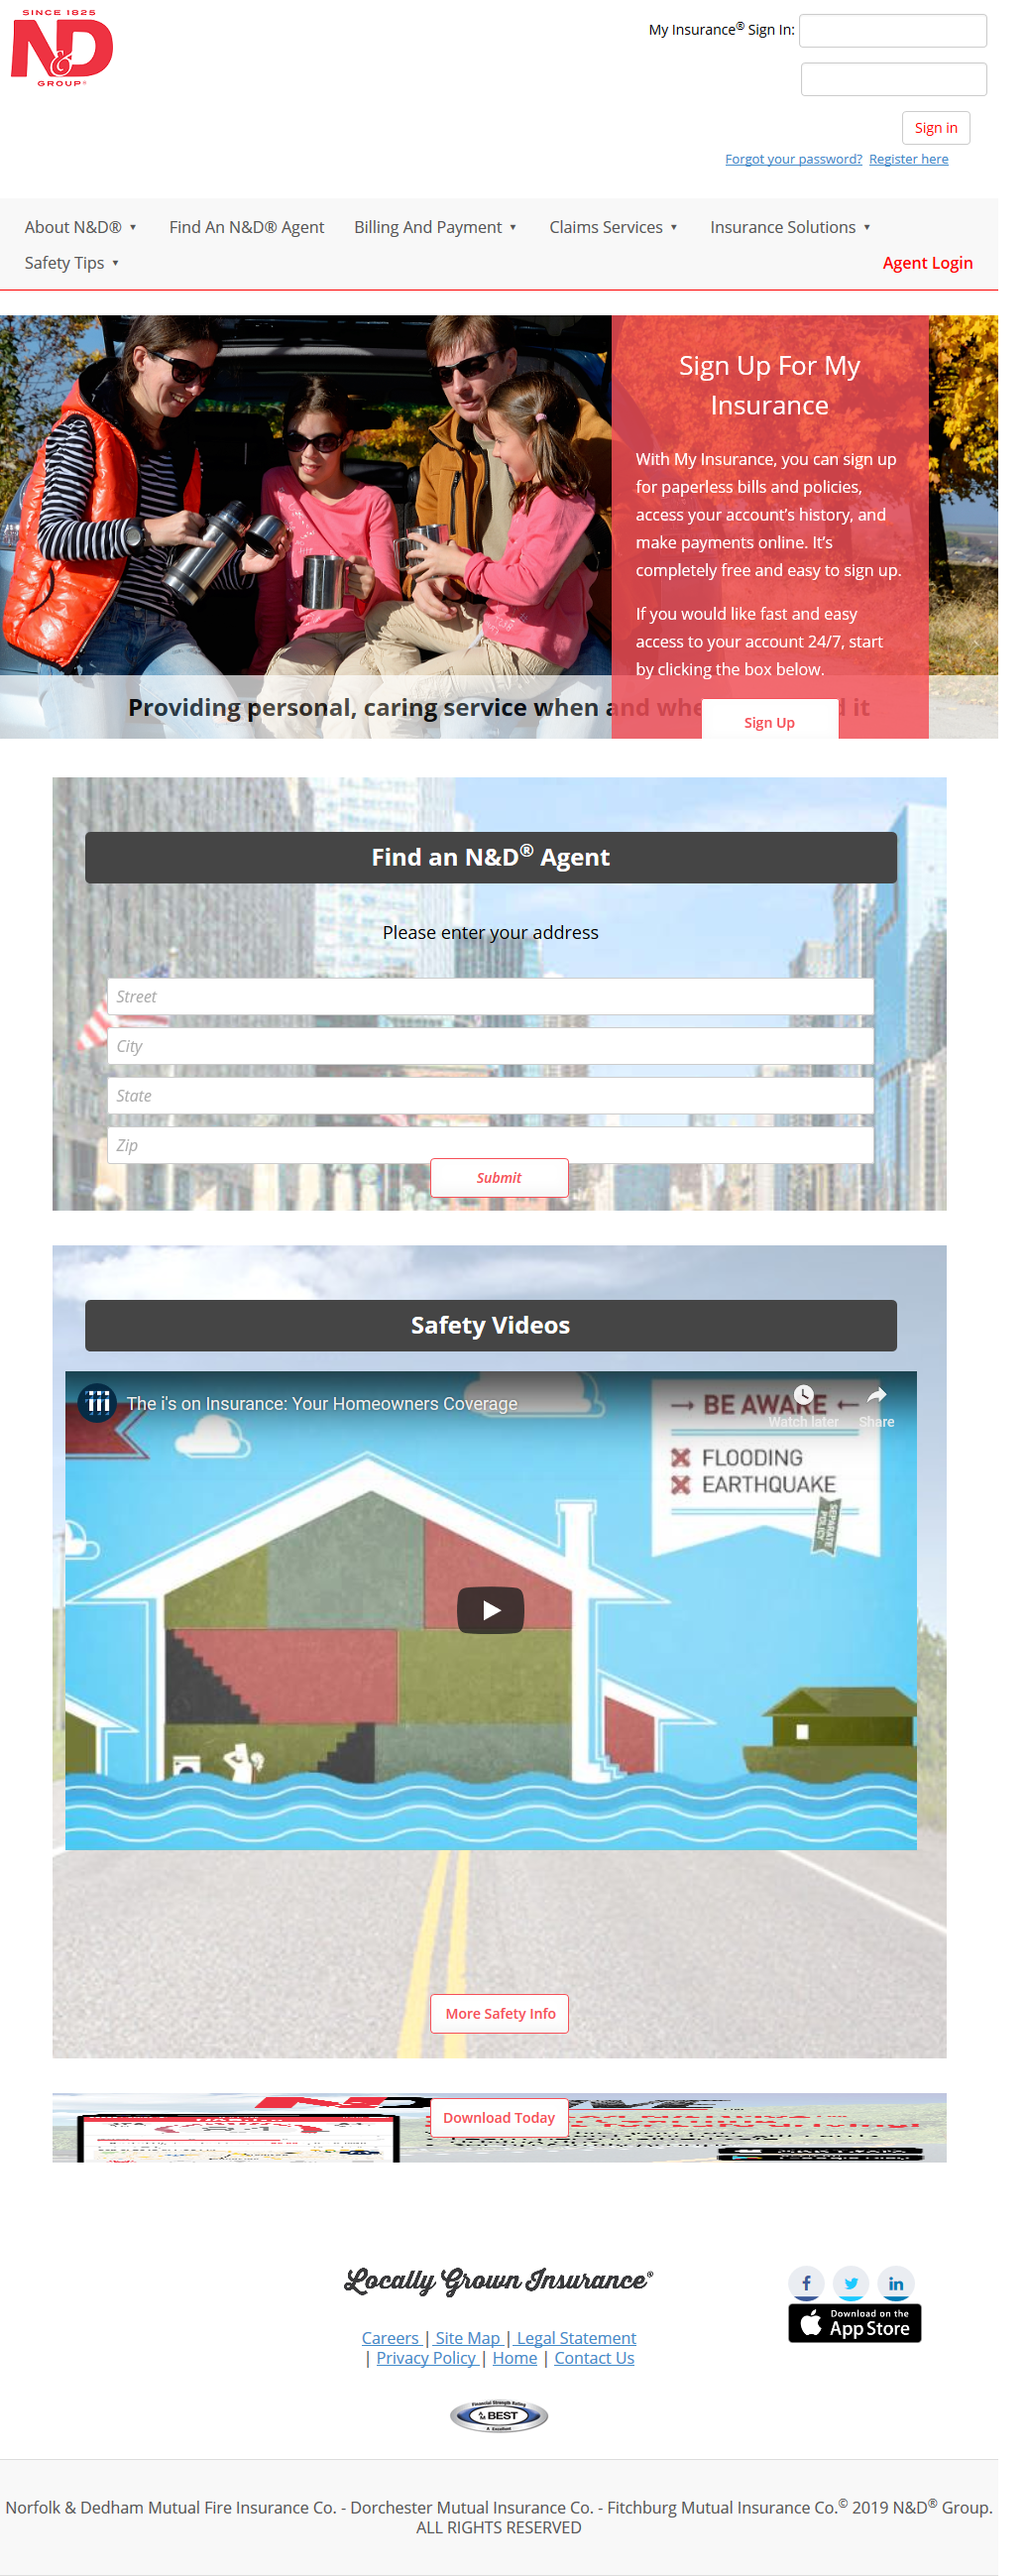 SINCE 1825
N&D
GROUP®
My Insurance® Sign In:
Sign in
Forgot your password? Register here
About N&D® ▼ Find An N&D® Agent Billing And Payment ▼ Claims Services ▼ Insurance Solutions ▼
Safety Tips ▼ Agent Login
Sign Up For My
Insurance
With My Insurance, you can sign up
for paperless bills and policies,
access your account’s history, and
make payments online. It’s
completely free and easy to sign up.
If you would like fast and easy
access to your account 24/7, start
by clicking the box below.
Providing personal, caring service when and it
Sign Up
Find an N&D® Agent
Please enter your address
Street
City
State
Zip
Submit
Safety Videos
The i's on Insurance: Your Homeowners Coverage
Watch later Share
BE AWARE
FLOODING
EARTHQUAKE
SEPARATE
POLICY
More Safety Info
Download Today
Locally Grown Insurance®
Download on the
App Store
Careers | Site Map | Legal Statement
| Privacy Policy | Home | Contact Us
Financial Strength Rating
BEST
A Excellent
Norfolk & Dedham Mutual Fire Insurance Co. - Dorchester Mutual Insurance Co. - Fitchburg Mutual Insurance Co.© 2019 N&D® Group.
ALL RIGHTS RESERVED